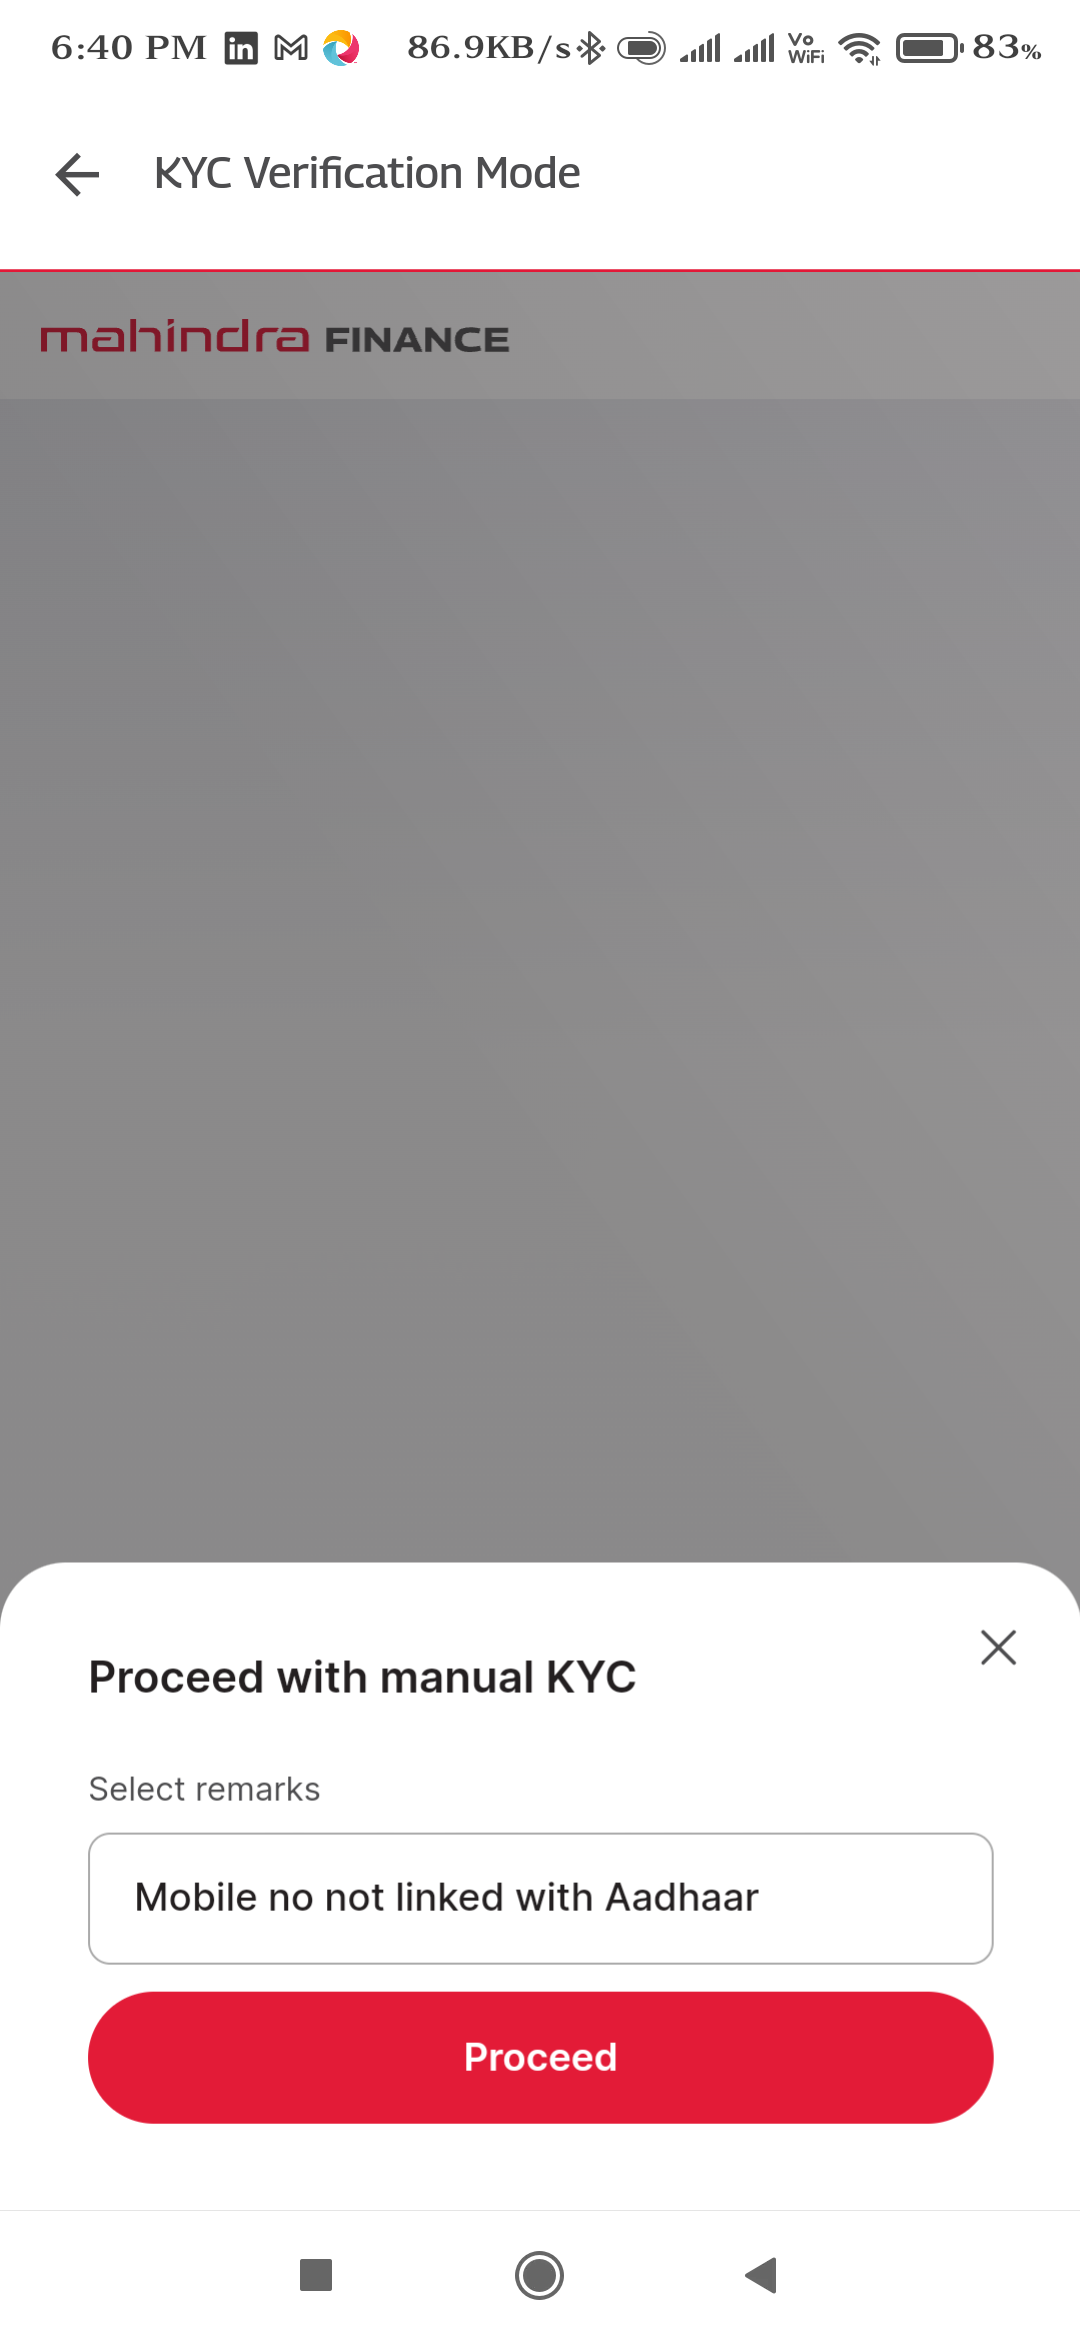 6:40 PM in 86.9KB/s Vo WiFi 83%
KYC Verification Mode
mahindra FINANCE
Proceed with manual KYC
Select remarks
Mobile no not linked with Aadhaar
Proceed